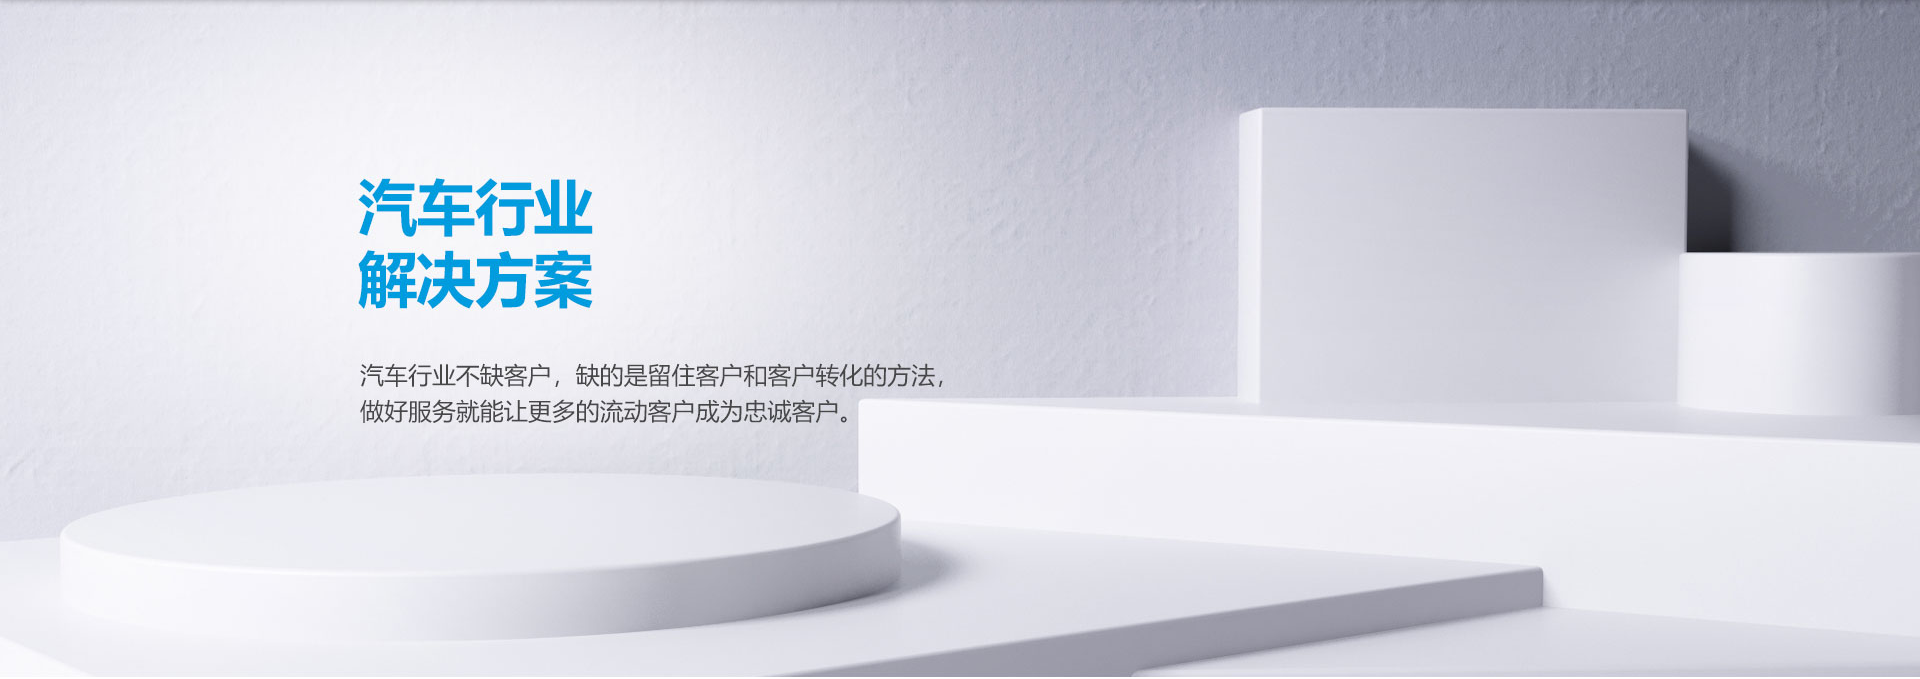 汽车行业
解决方案
汽车行业不缺客户，缺的是留住客户和客户转化的方法，
做好服务就能让更多的流动客户成为忠诚客户。